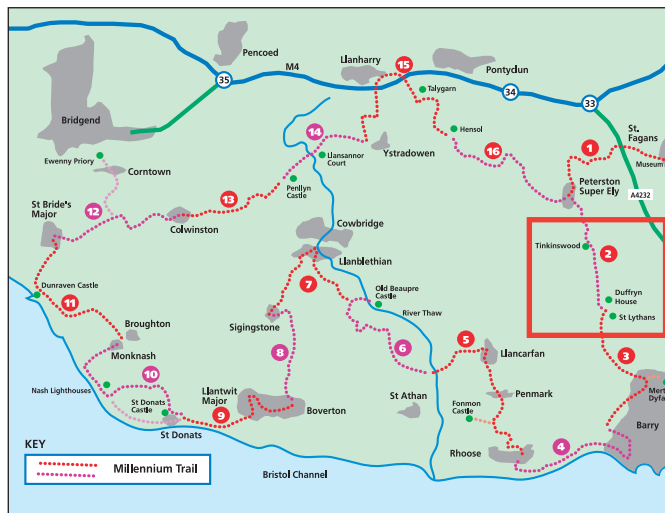 Pencoed
35
M4
Llanharry
15
Talygarn
Pontyclun
34
33
Bridgend
14
Hensol
St.
Fagans
1
Museum
Ewenny Priory
Llansannor
Court
Ystradowen
16
Corntown
Penllyn
Castle
Peterston
Super Ely
A4232
13
12
St Bride's
Major
Colwinston
Cowbridge
Tinkinswood
2
Llanblethian
Dunraven Castle
7
Old Beaupre
Castle
Duffryn
House
St Lythans
11
Broughton
River Thaw
Sigingstone
5
Monknash
8
6
Llancarfan
3
10
Nash Lighthouses
Llantwit
Major
St Donats
Castle
Boverton
St Athan
Fonmon
Castle
Penmark
Mert
Dyfa
9
St Donats
Barry
Rhoose
4
KEY
Millennium Trail
Bristol Channel